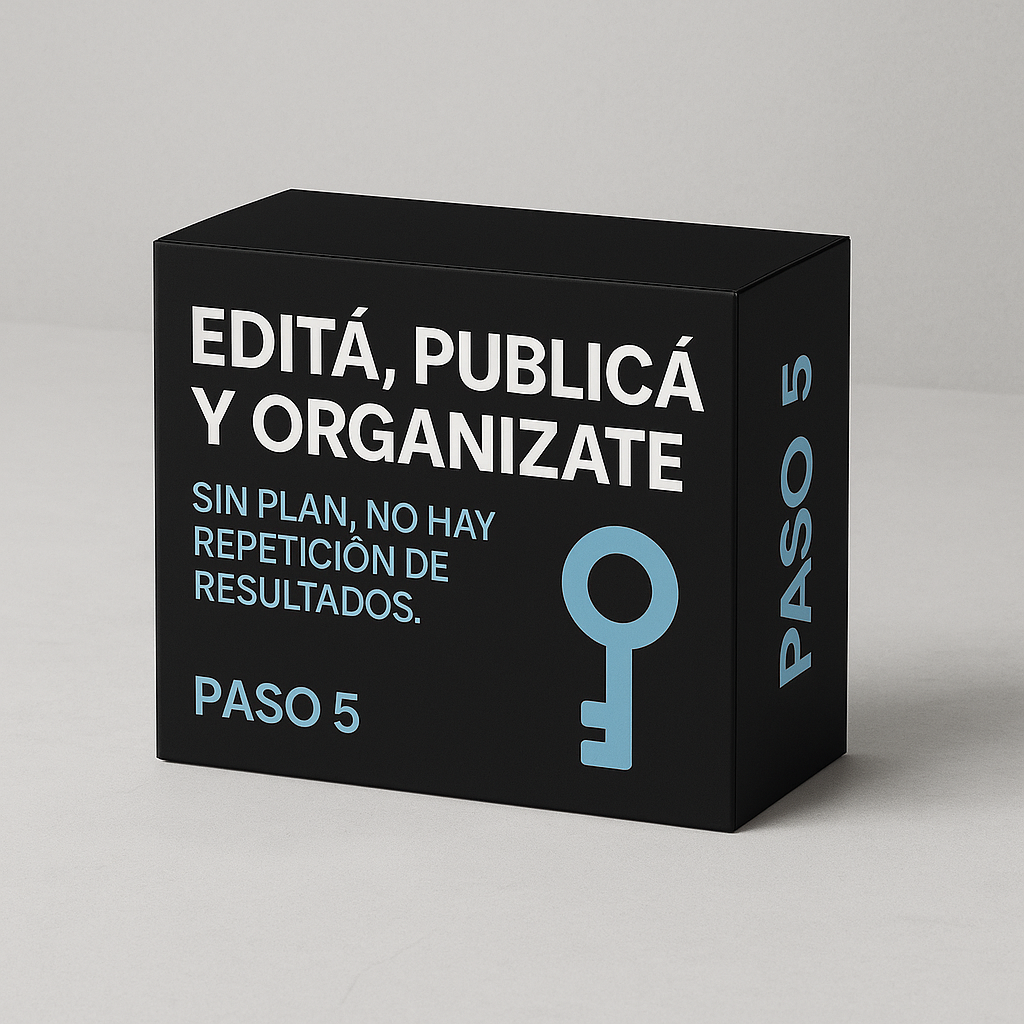 EDITÁ, PUBLICÁ
Y ORGANIZATE
SIN PLAN, NO HAY
REPETICIÔN DE
RESULTADOS.
PASO 5
PASO 5